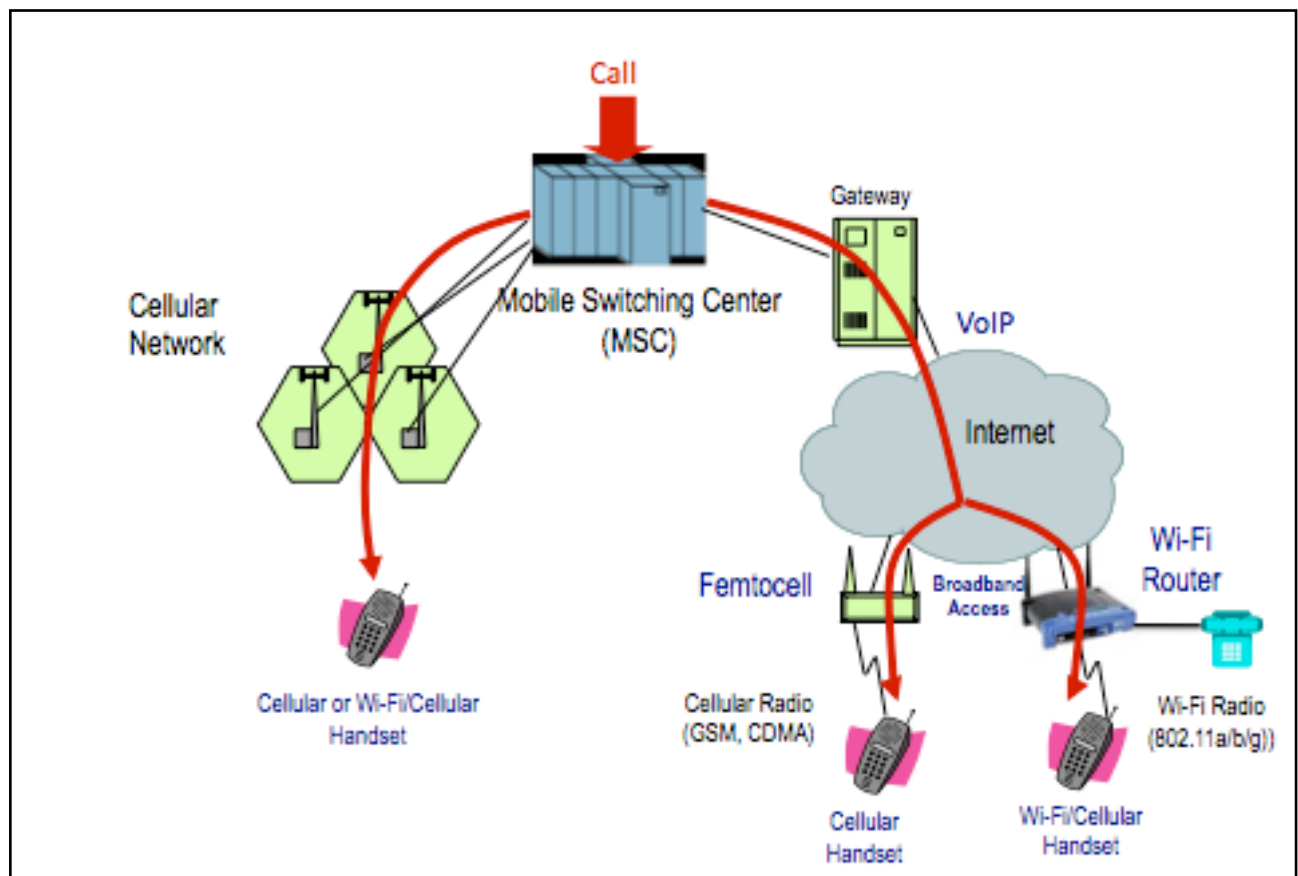 Call
Gateway
Cellular
Network
Mobile Switching Center
(MSC)
VoIP
Internet
Femtocell
Broadband
Access
Wi-Fi
Router
Cellular or Wi-Fi/Cellular
Handset
Cellular Radio
(GSM, CDMA)
Wi-Fi Radio
(802.11a/b/g))
Cellular
Handset
Wi-Fi/Cellular
Handset